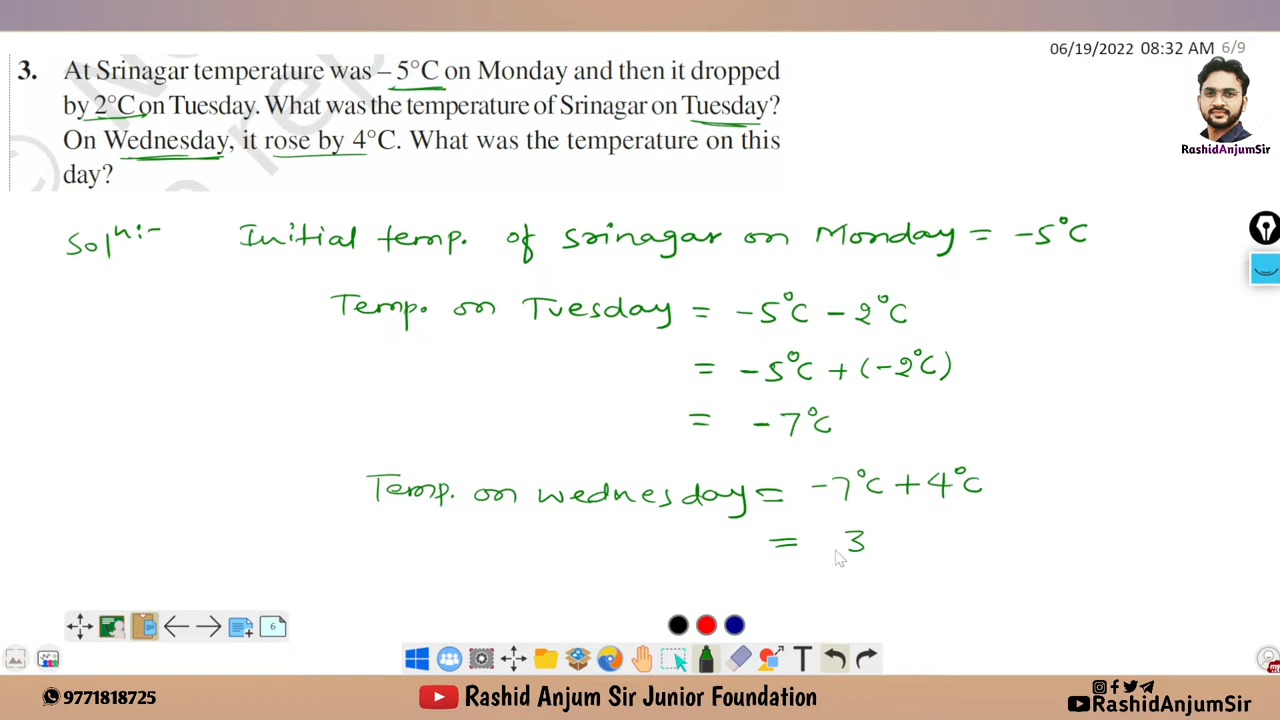 06/19/2022 08:32 AM 6/9
3. At Srinagar temperature was – 5°C on Monday and then it dropped
by 2°C on Tuesday. What was the temperature of Srinagar on Tuesday?
On Wednesday, it rose by 4°C. What was the temperature on this
day?
RashidAnjumSir
Solⁿ:- Initial temp. of srinagar on Monday = -5°C
Temp. on Tuesday = -5°C - 2°C
= -5°C + (-2°C)
= -7°C
Temp. on wednesday = -7°C + 4°C
= 3
6
T
9771818725
Rashid Anjum Sir Junior Foundation
RashidAnjumSir